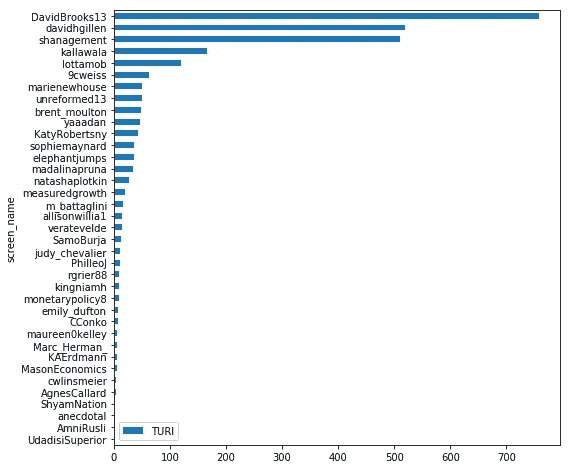 DavidBrooks13
davidhgillen
shanagement
kallawala
lottamob
9cweiss
marienewhouse
unreformed13
brent_moulton
yaaadan
KatyRobertsny
sophiemaynard
elephantjumps
madalinapruna
natashaplotkin
measuredgrowth
m_battaglini
allisonwillia1
veratevelde
SamoBurja
judy_chevalier
PhilleoJ
rgrier88
kingniamh
monetarypolicy8
emily_dufton
CConko
maureen0kelley
Marc_Herman_
KAErdmann
MasonEconomics
cwlinsmeier
AgnesCallard
ShyamNation
anecdotal
AmniRusli
UdadisiSuperior
screen_name
TURI
0 100 200 300 400 500 600 700